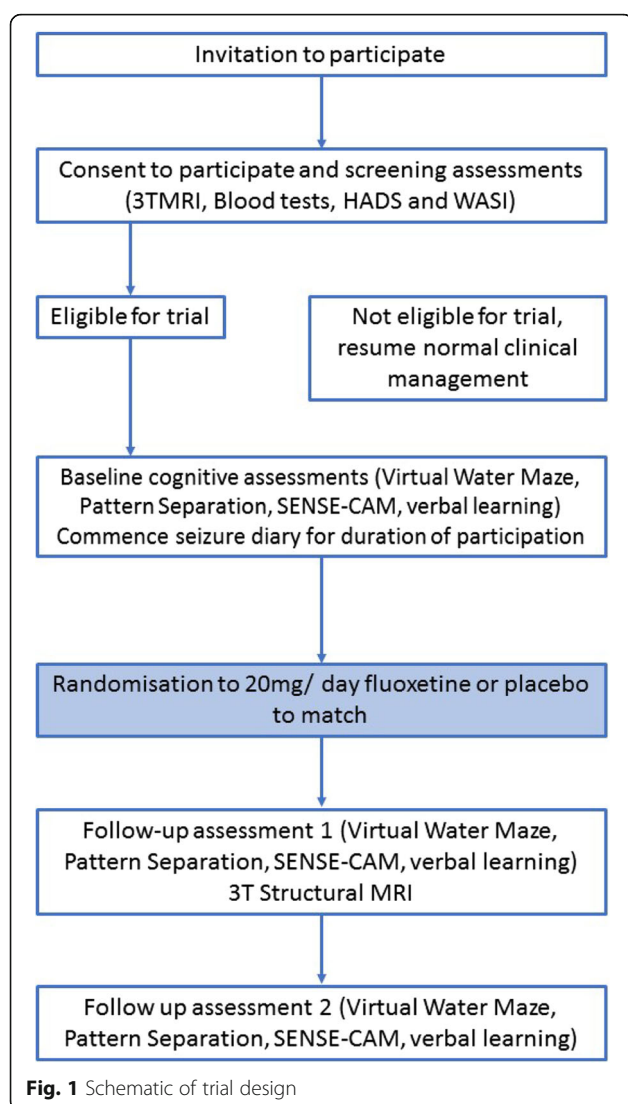 Invitation to participate
Consent to participate and screening assessments
(3TMRI, Blood tests, HADS and WASI)
Eligible for trial
Not eligible for trial,
resume normal clinical
management
Baseline cognitive assessments (Virtual Water Maze,
Pattern Separation, SENSE-CAM, verbal learning)
Commence seizure diary for duration of participation
Randomisation to 20mg/ day fluoxetine or placebo
to match
Follow-up assessment 1 (Virtual Water Maze,
Pattern Separation, SENSE-CAM, verbal learning)
3T Structural MRI
Follow up assessment 2 (Virtual Water Maze,
Pattern Separation, SENSE-CAM, verbal learning)
Fig. 1 Schematic of trial design